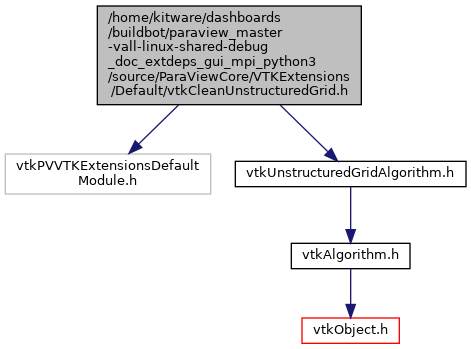 /home/kitware/dashboards
/buildbot/paraview_master
-vall-linux-shared-debug
_doc_extdeps_gui_mpi_python3
/source/ParaViewCore/VTKExtensions
/Default/vtkCleanUnstructuredGrid.h
vtkPVVTKExtensionsDefault
Module.h
vtkUnstructuredGridAlgorithm.h
vtkAlgorithm.h
vtkObject.h